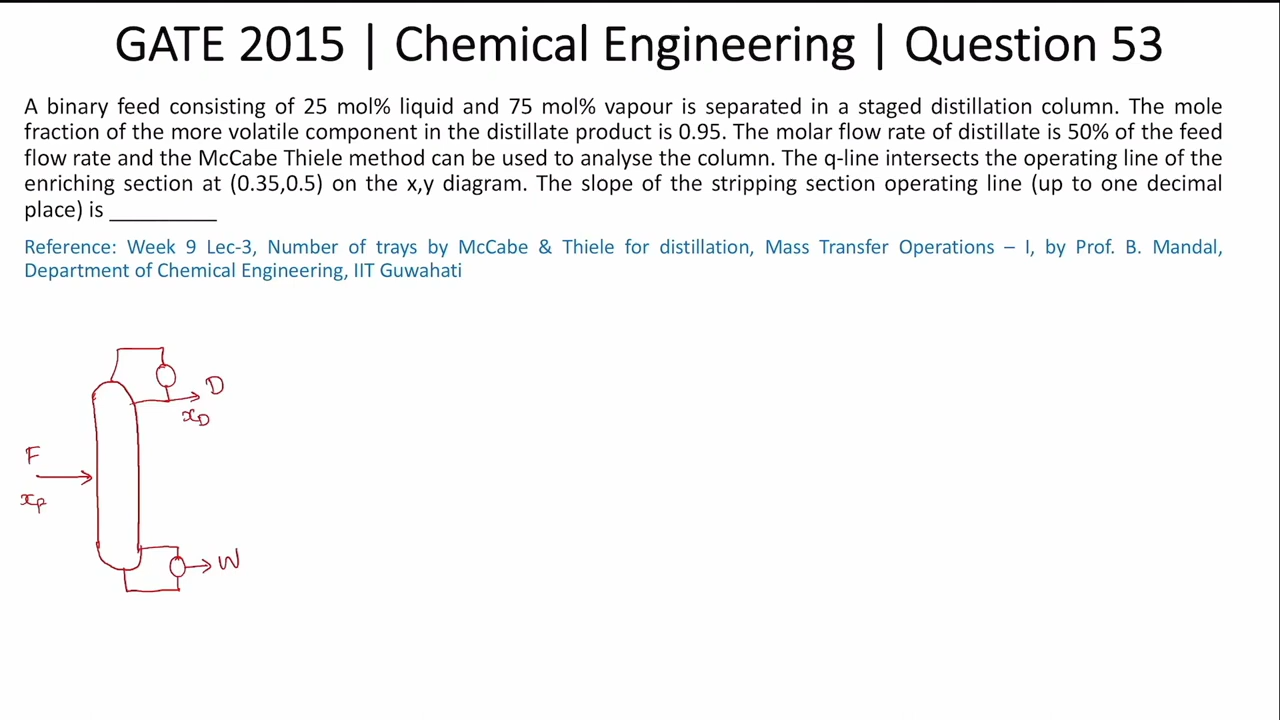 GATE 2015 | Chemical Engineering | Question 53
A binary feed consisting of 25 mol% liquid and 75 mol% vapour is separated in a staged distillation column. The mole
fraction of the more volatile component in the distillate product is 0.95. The molar flow rate of distillate is 50% of the feed
flow rate and the McCabe Thiele method can be used to analyse the column. The q-line intersects the operating line of the
enriching section at (0.35,0.5) on the x,y diagram. The slope of the stripping section operating line (up to one decimal
place) is _________
Reference: Week 9 Lec-3, Number of trays by McCabe & Thiele for distillation, Mass Transfer Operations – I, by Prof. B. Mandal,
Department of Chemical Engineering, IIT Guwahati
D
x_D
F
x_F
W